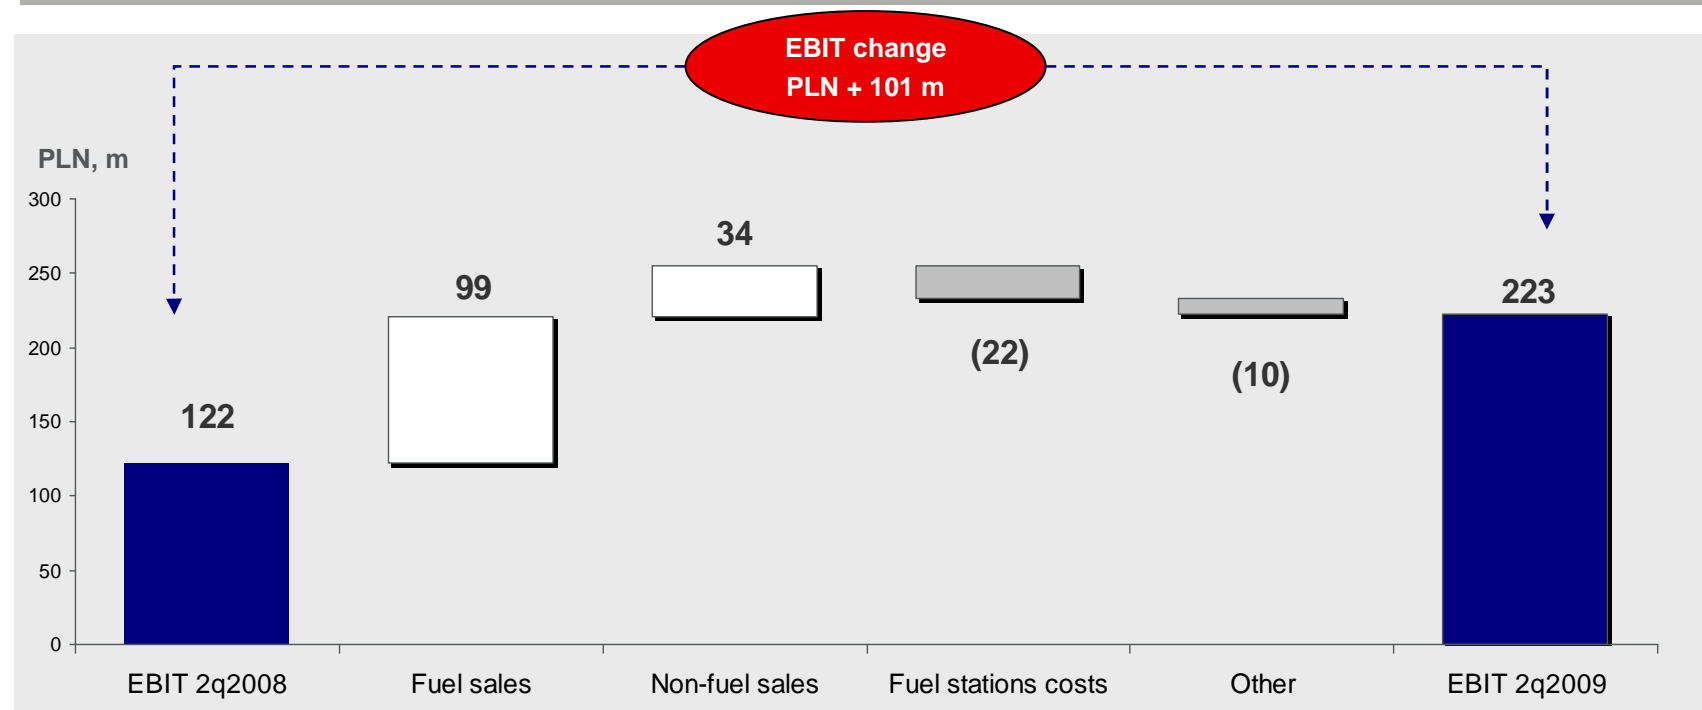 EBIT change
PLN + 101 m
PLN, m
300
250
200
150
100
50
0
122
99
34
(22)
(10)
223
EBIT 2q2008
Fuel sales
Non-fuel sales
Fuel stations costs
Other
EBIT 2q2009